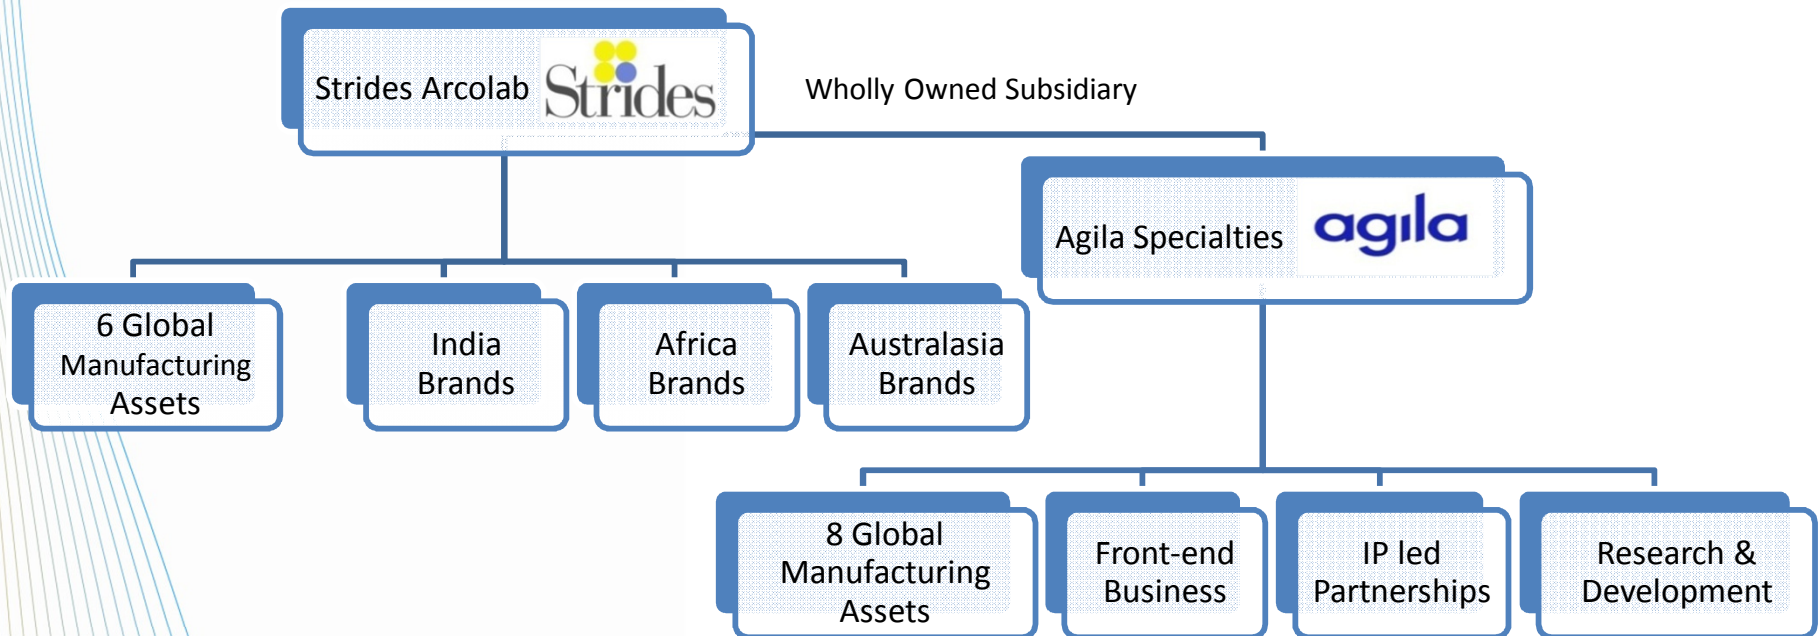 Strides Arcolab
Strides
Wholly Owned Subsidiary
Agila Specialties
agila
6 Global
Manufacturing
Assets
India
Brands
Africa
Brands
Australasia
Brands
8 Global
Manufacturing
Assets
Front-end
Business
IP led
Partnerships
Research &
Development